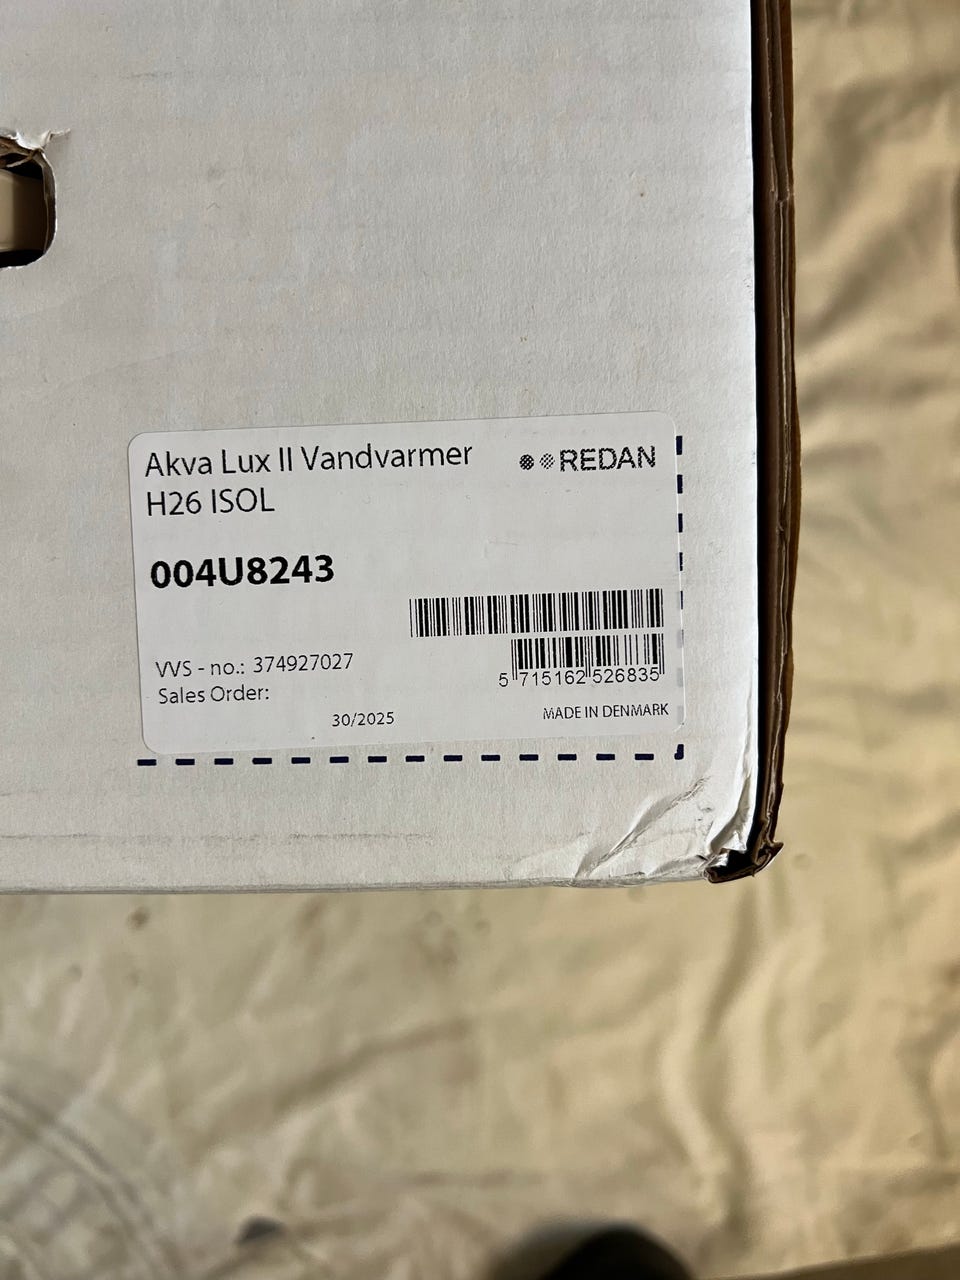 Akva Lux II Vandvarmer
H26 ISOL
REDAN
004U8243
VVS - no.: 374927027
Sales Order:
5 715162 526835
30/2025
MADE IN DENMARK